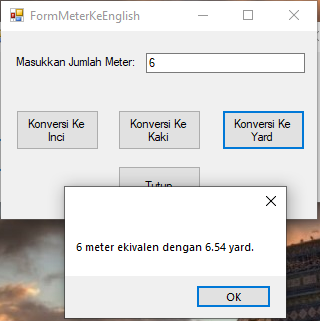 FormMeterKeEnglish
Masukkan Jumlah Meter: 6
Konversi Ke
Inci
Konversi Ke
Kaki
Konversi Ke
Yard
Tutup
6 meter ekivalen dengan 6.54 yard.
OK